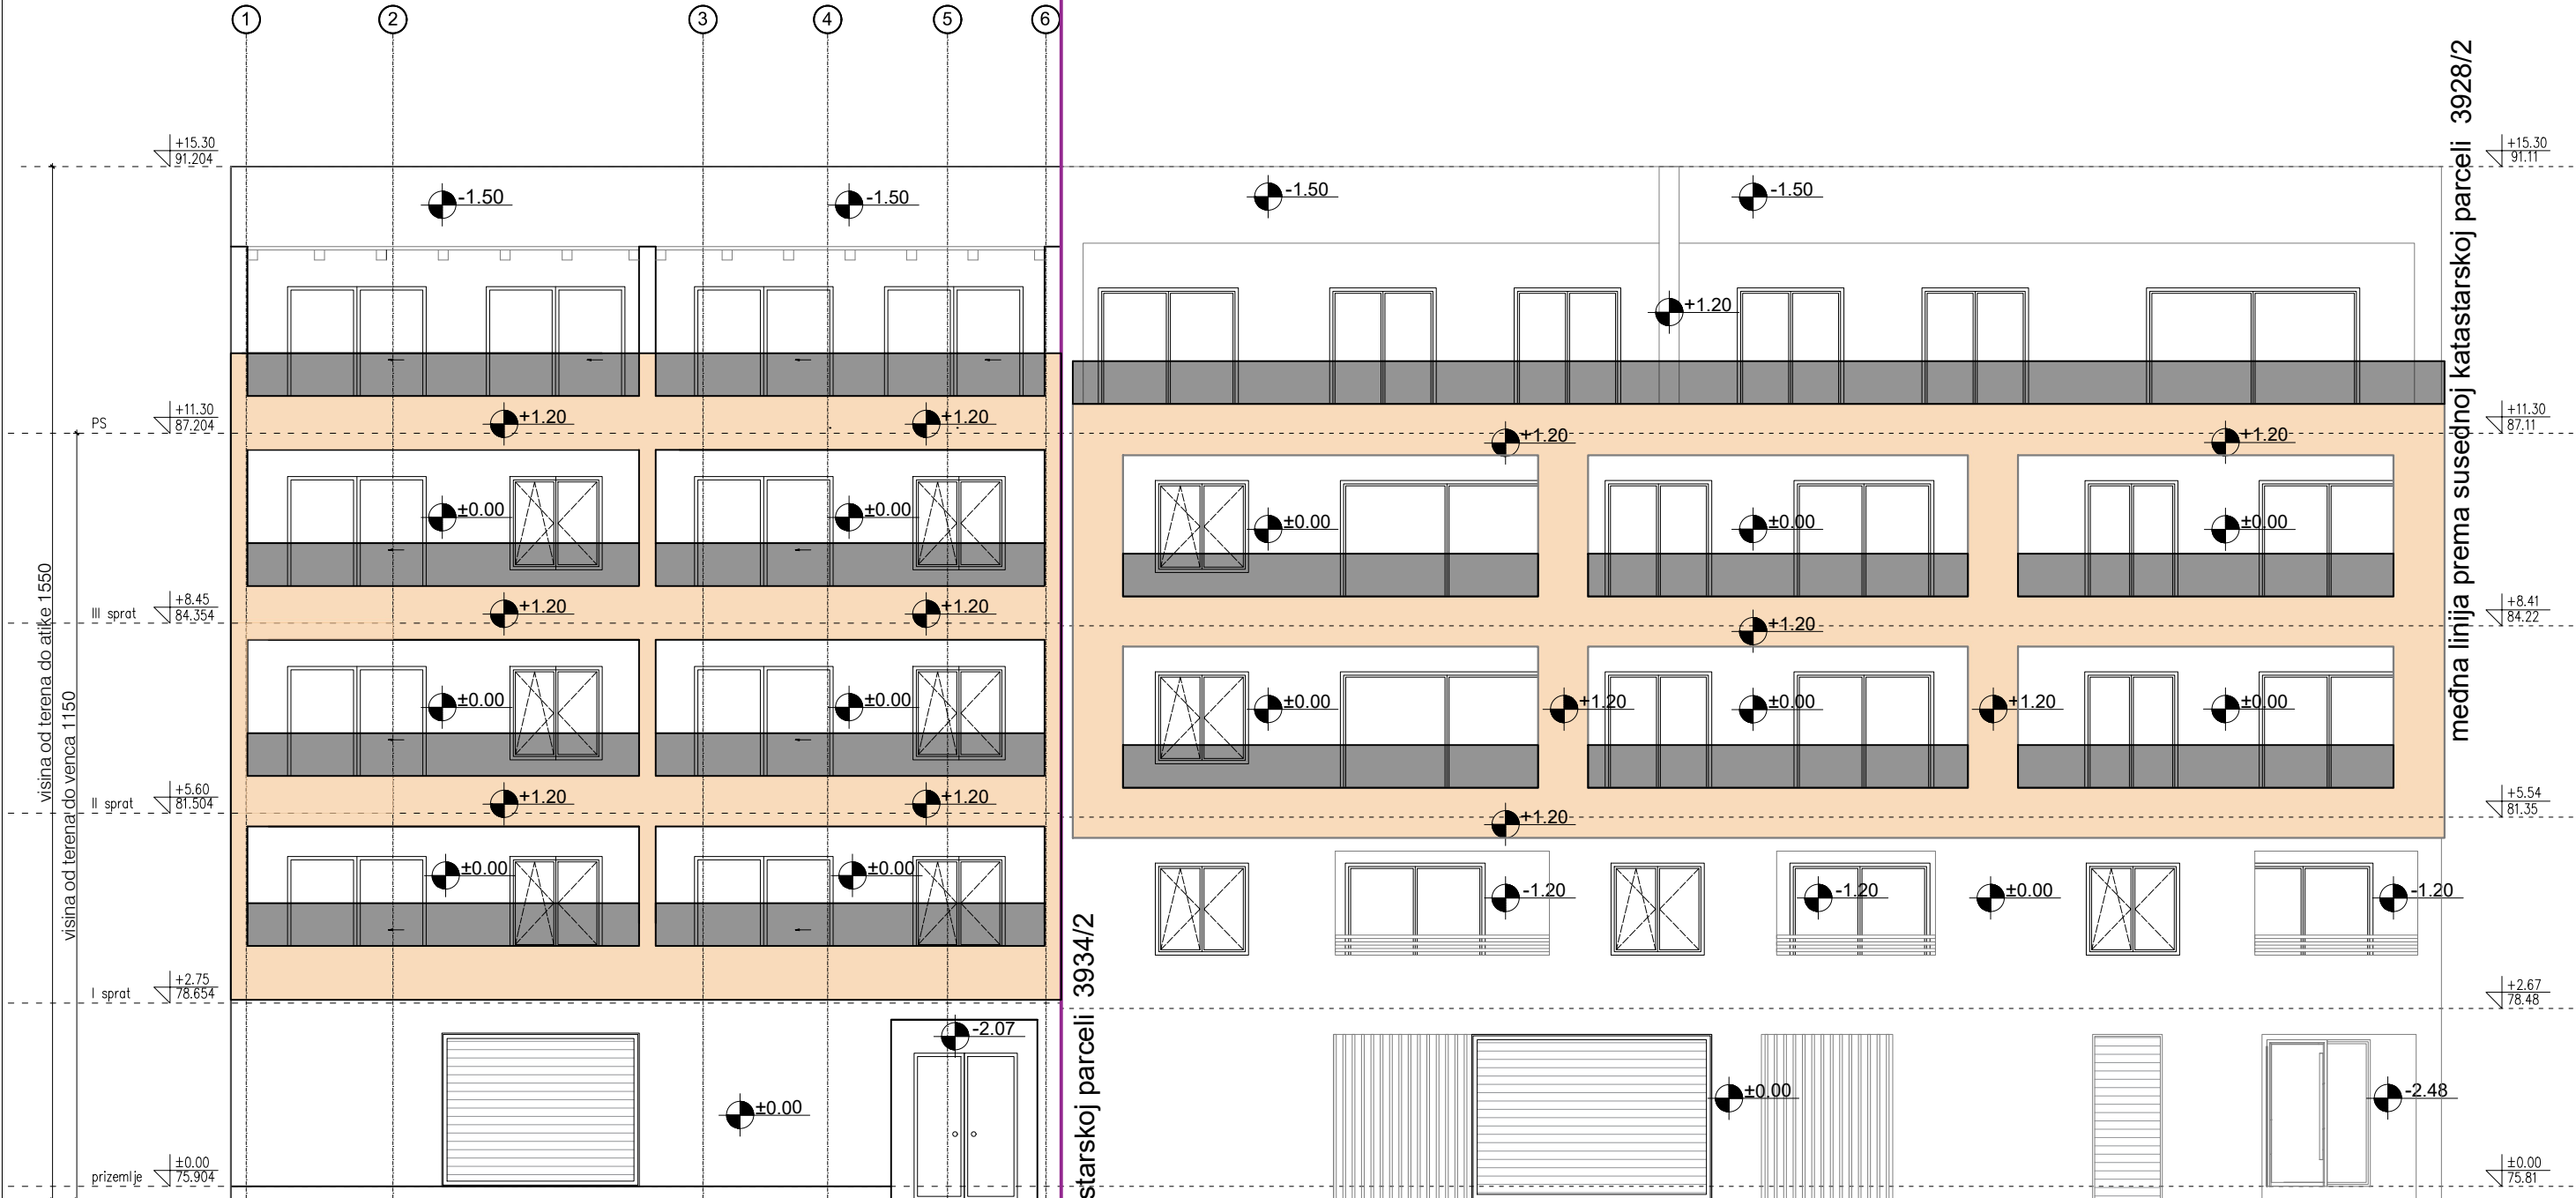 1 2 3 4 5 6
međna linija prema susednoj katastarskoj parceli 3928/2
+15.30
91.204
+15.30
91.11
-1.50 -1.50 -1.50 -1.50
+1.20
PS
+11.30
87.204
+1.20 +1.20 +1.20 +1.20
+11.30
87.11
±0.00 ±0.00 ±0.00 ±0.00 ±0.00
visina od terena do atike 1550
visina od terena do venca 1150
III sprat
+8.45
84.354
+1.20 +1.20 +1.20
+8.41
84.22
±0.00 ±0.00 ±0.00 +1.20 ±0.00 +1.20 ±0.00
II sprat
+5.60
81.504
+1.20 +1.20 +1.20
+5.54
81.35
±0.00 ±0.00 -1.20 -1.20 ±0.00 -1.20
I sprat
+2.75
78.654
+2.67
78.48
starskoj parceli 3934/2
-2.07
±0.00 ±0.00 -2.48
prizemlje
±0.00
75.904
±0.00
75.81